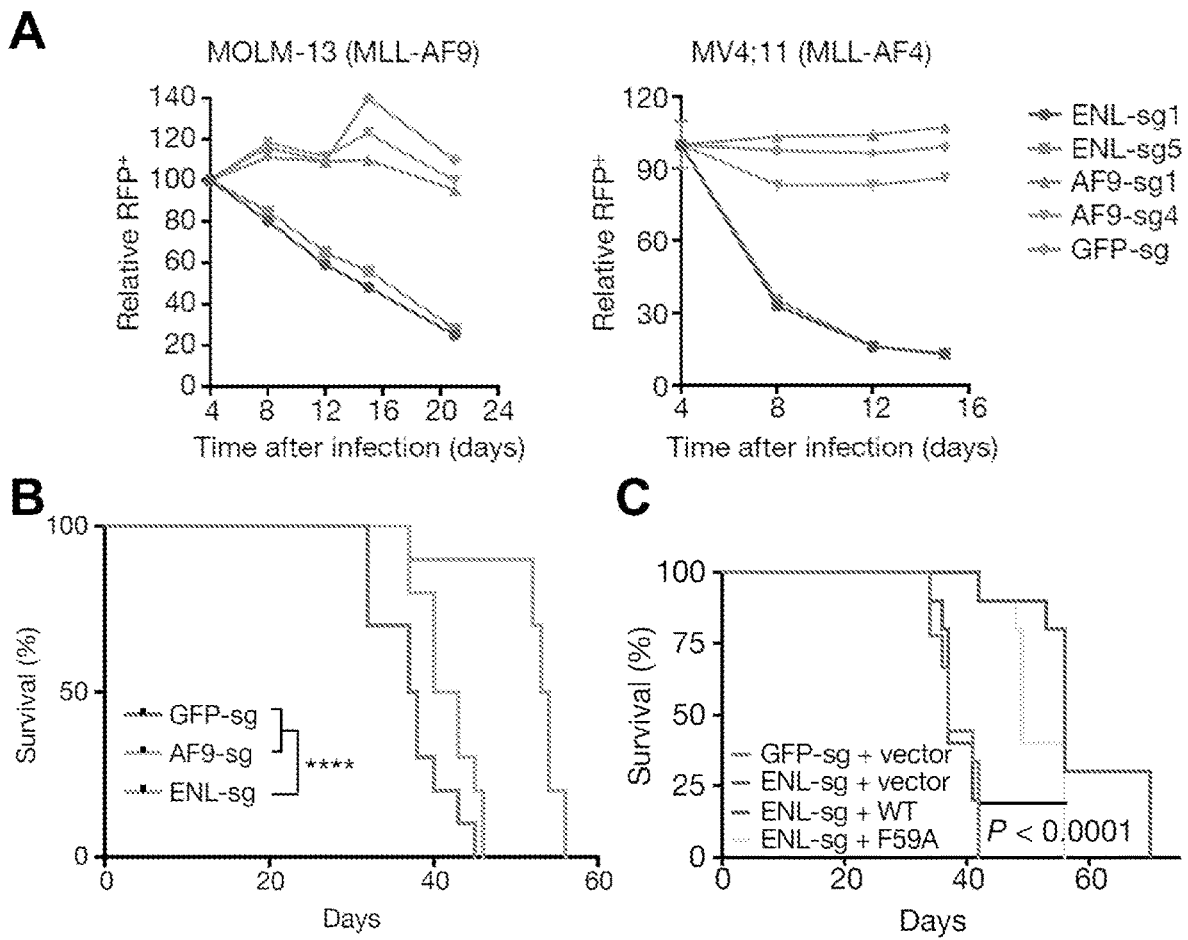 A
MOLM-13 (MLL-AF9)
140
120
100
80
60
40
20
0
Relative RFP+
4 8 12 16 20 24
Time after infection (days)
MV4;11 (MLL-AF4)
120
90
60
30
0
Relative RFP+
4 8 12 16
Time after infection (days)
ENL-sg1
ENL-sg5
AF9-sg1
AF9-sg4
GFP-sg
B
100
50
0
Survival (%)
GFP-sg
AF9-sg
ENL-sg
****
0 20 40 60
Days
C
100
75
50
25
0
Survival (%)
GFP-sg + vector
ENL-sg + vector
ENL-sg + WT
ENL-sg + F59A
P < 0.0001
0 20 40 60
Days